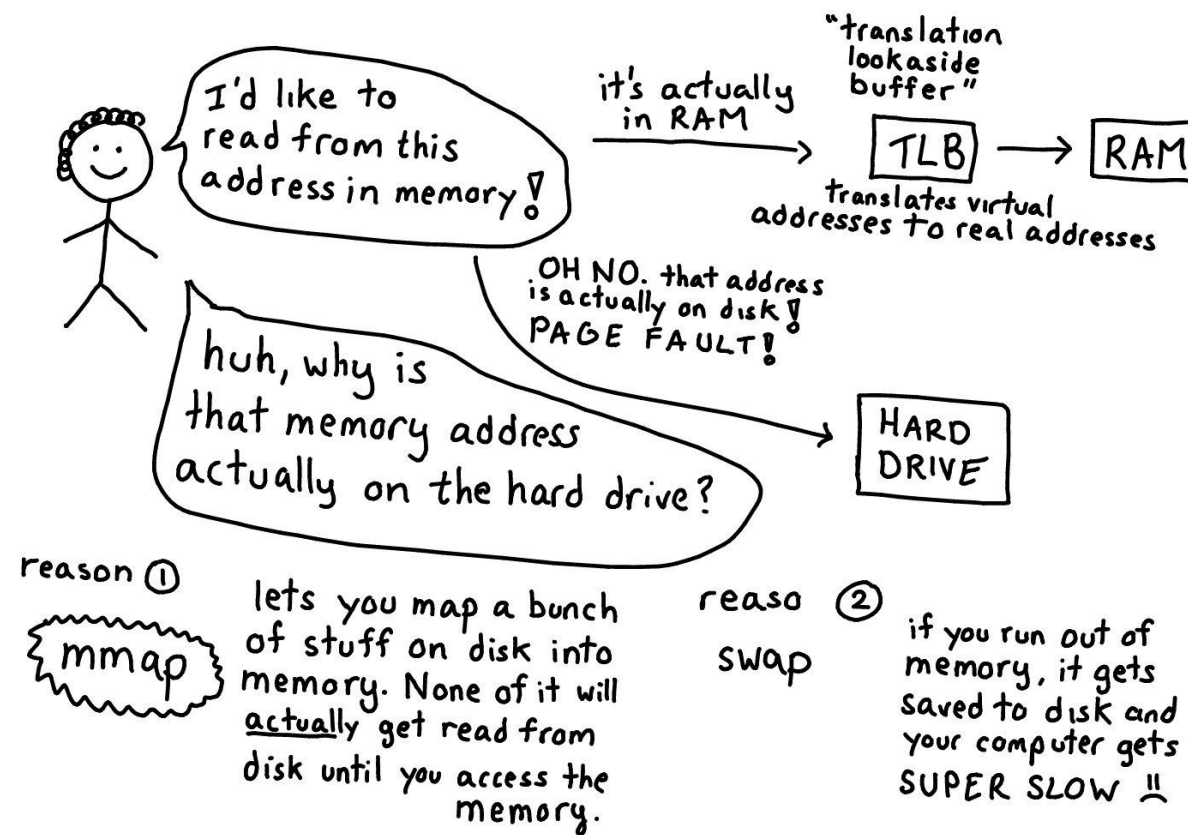 I'd like to
read from this
address in memory!
it's actually
in RAM
"translation
lookaside
buffer"
TLB
RAM
translates virtual
addresses to real addresses
OH NO. that address
is actually on disk!
PAGE FAULT!
huh, why is
that memory address
actually on the hard drive?
HARD
DRIVE
reason ①
mmap
lets you map a bunch
of stuff on disk into
memory. None of it will
actually get read from
disk until you access the
memory.
reaso ②
swap
if you run out of
memory, it gets
saved to disk and
your computer gets
SUPER SLOW